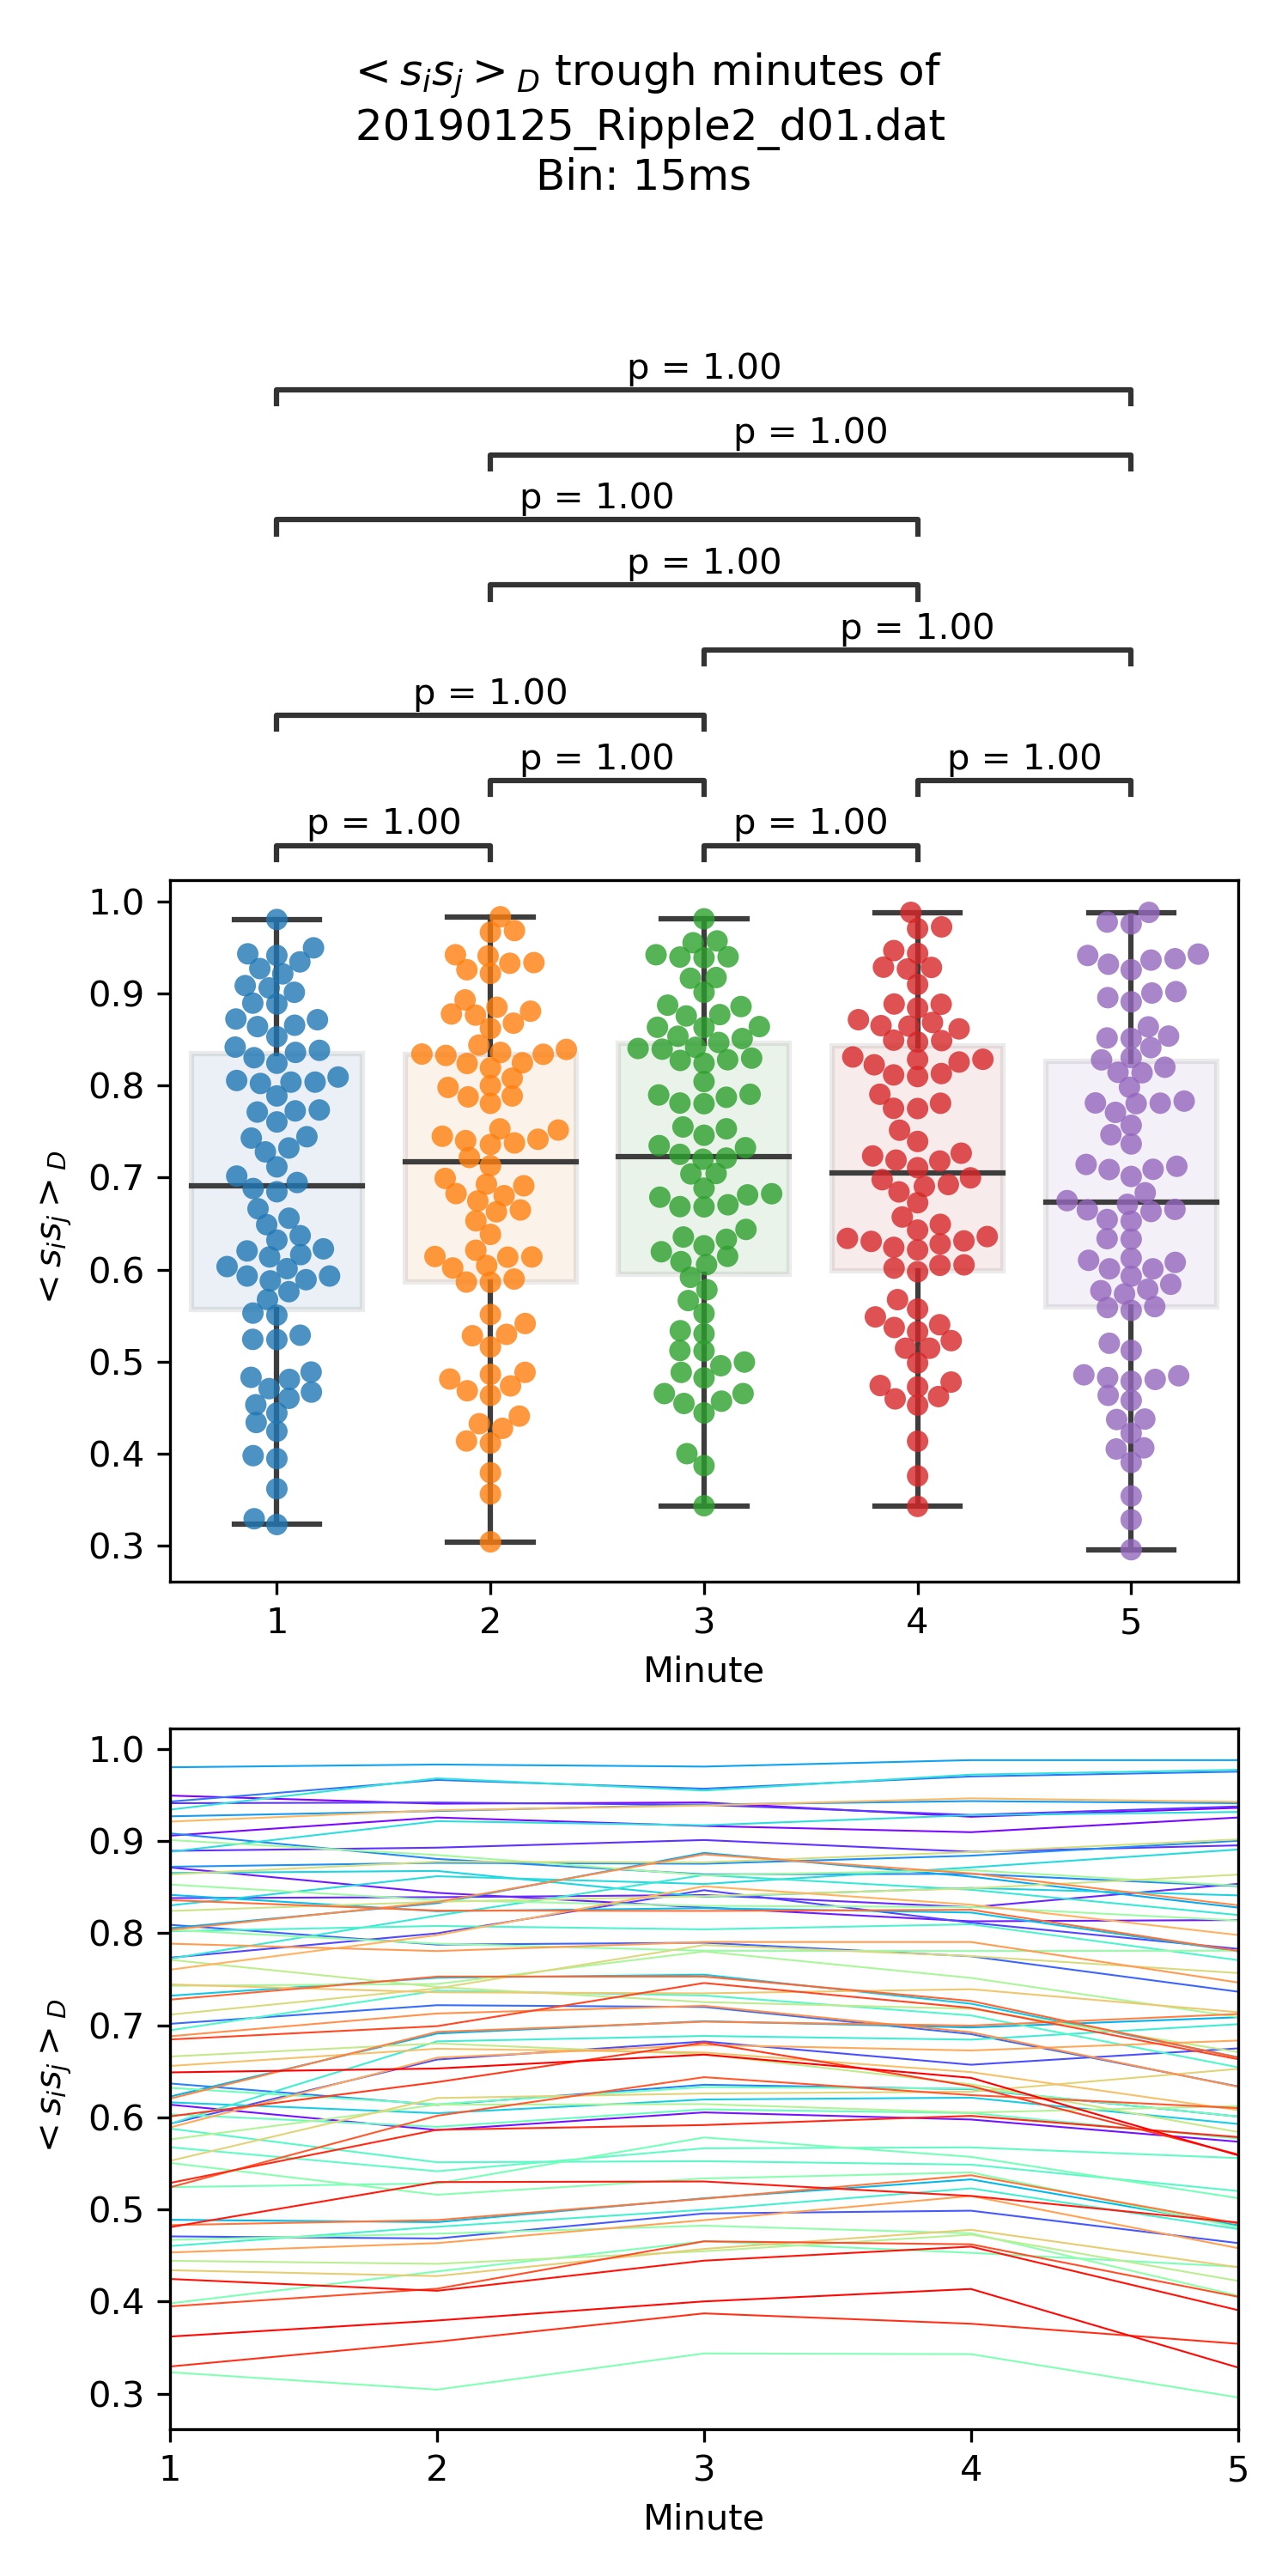 < sᵢsⱼ >_D trough minutes of
20190125_Ripple2_d01.dat
Bin: 15ms
p = 1.00
p = 1.00
p = 1.00
p = 1.00
p = 1.00
p = 1.00
p = 1.00 p = 1.00
p = 1.00 p = 1.00
1.0
0.9
0.8
0.7
0.6
0.5
0.4
0.3
< sᵢsⱼ >_D
1 2 3 4 5
Minute
1.0
0.9
0.8
0.7
0.6
0.5
0.4
0.3
< sᵢsⱼ >_D
1 2 3 4 5
Minute